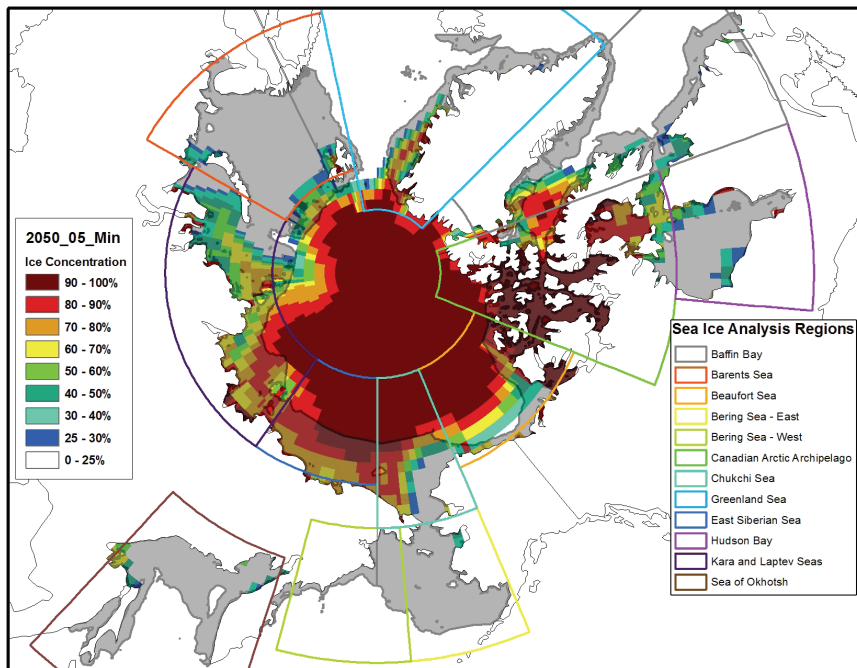 2050_05_Min
Ice Concentration
90 - 100%
80 - 90%
70 - 80%
60 - 70%
50 - 60%
40 - 50%
30 - 40%
25 - 30%
0 - 25%
Sea Ice Analysis Regions
Baffin Bay
Barents Sea
Beaufort Sea
Bering Sea - East
Bering Sea - West
Canadian Arctic Archipelago
Chukchi Sea
Greenland Sea
East Siberian Sea
Hudson Bay
Kara and Laptev Seas
Sea of Okhotsh